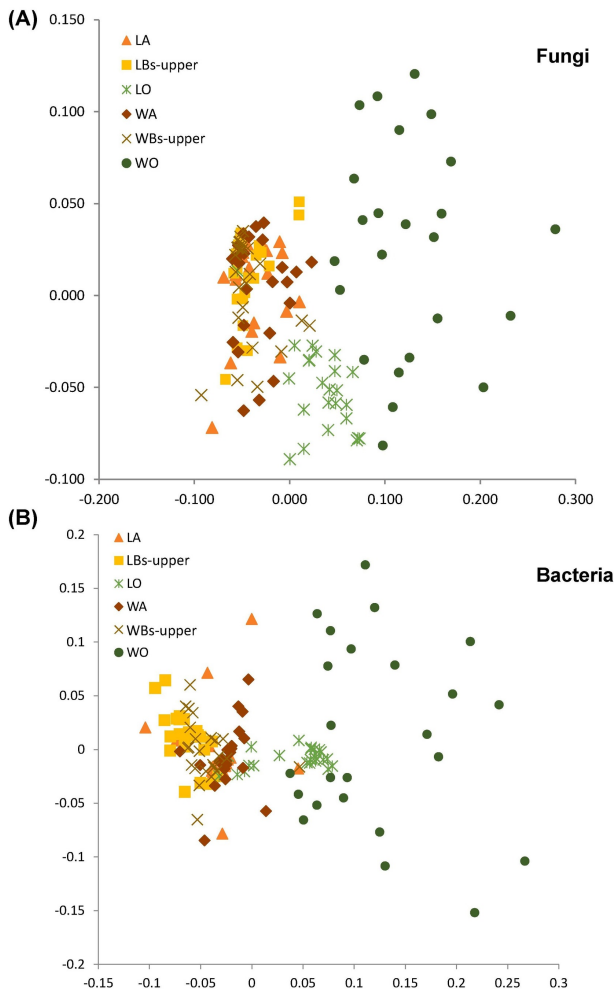 (A)
0.150
LA
LBs-upper
Fungi
LO
0.100
WA
WBs-upper
WO
0.050
0.000
-0.050
-0.100
-0.200 -0.100 0.000 0.100 0.200 0.300
(B)
0.2
LA
LBs-upper
Bacteria
0.15
LO
WA
0.1
WBs-upper
WO
0.05
0
-0.05
-0.1
-0.15
-0.2
-0.15 -0.1 -0.05 0 0.05 0.1 0.15 0.2 0.25 0.3